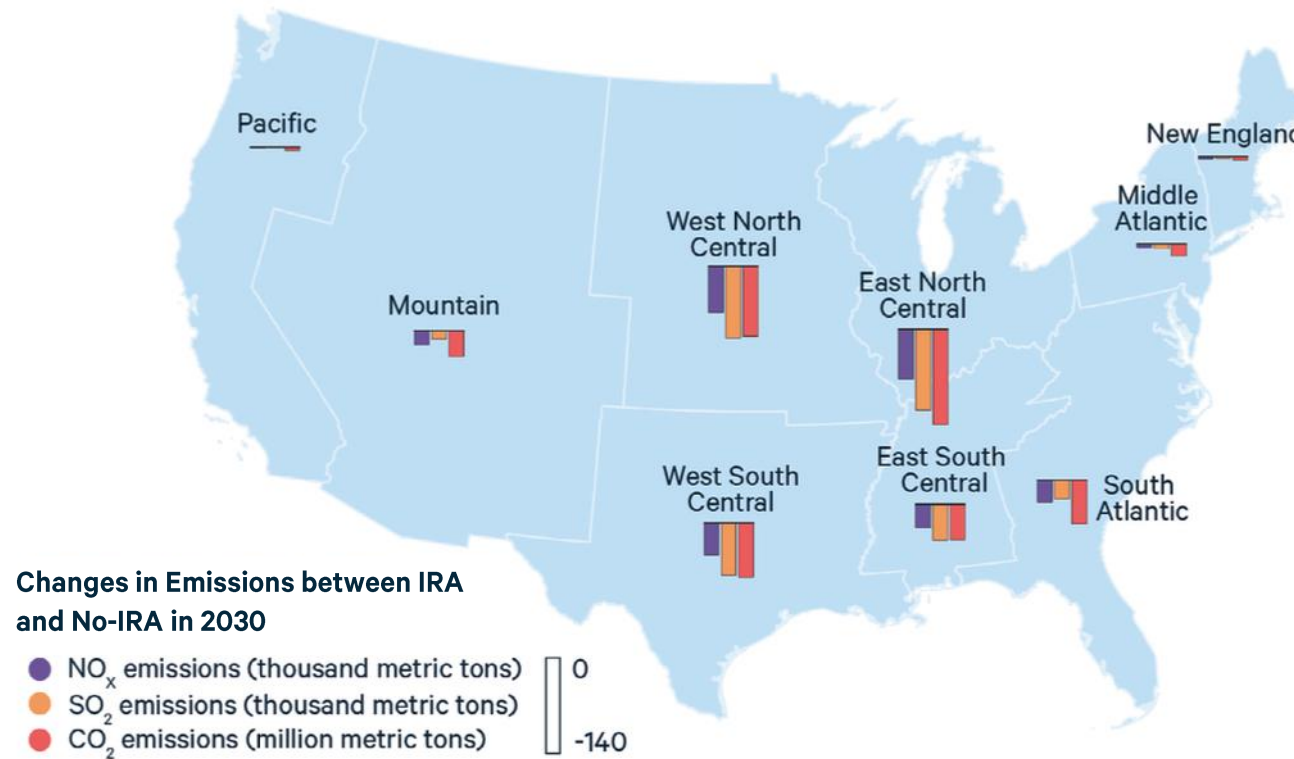 Pacific
New England
Middle
Atlantic
West North
Central
East North
Central
Mountain
West South
Central
East South
Central
South
Atlantic
Changes in Emissions between IRA
and No-IRA in 2030
NOx emissions (thousand metric tons)
SO2 emissions (thousand metric tons)
CO2 emissions (million metric tons)
0
-140